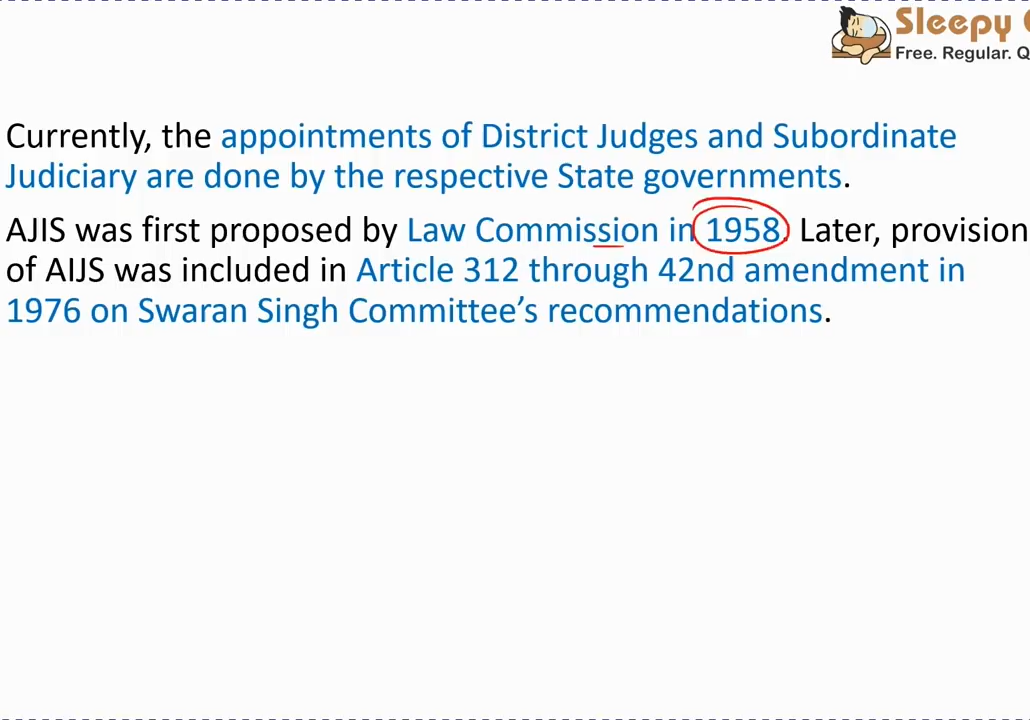 Sleepy
Free. Regular. Q
Currently, the appointments of District Judges and Subordinate
Judiciary are done by the respective State governments.
AJIS was first proposed by Law Commission in 1958. Later, provision
of AIJS was included in Article 312 through 42nd amendment in
1976 on Swaran Singh Committee’s recommendations.